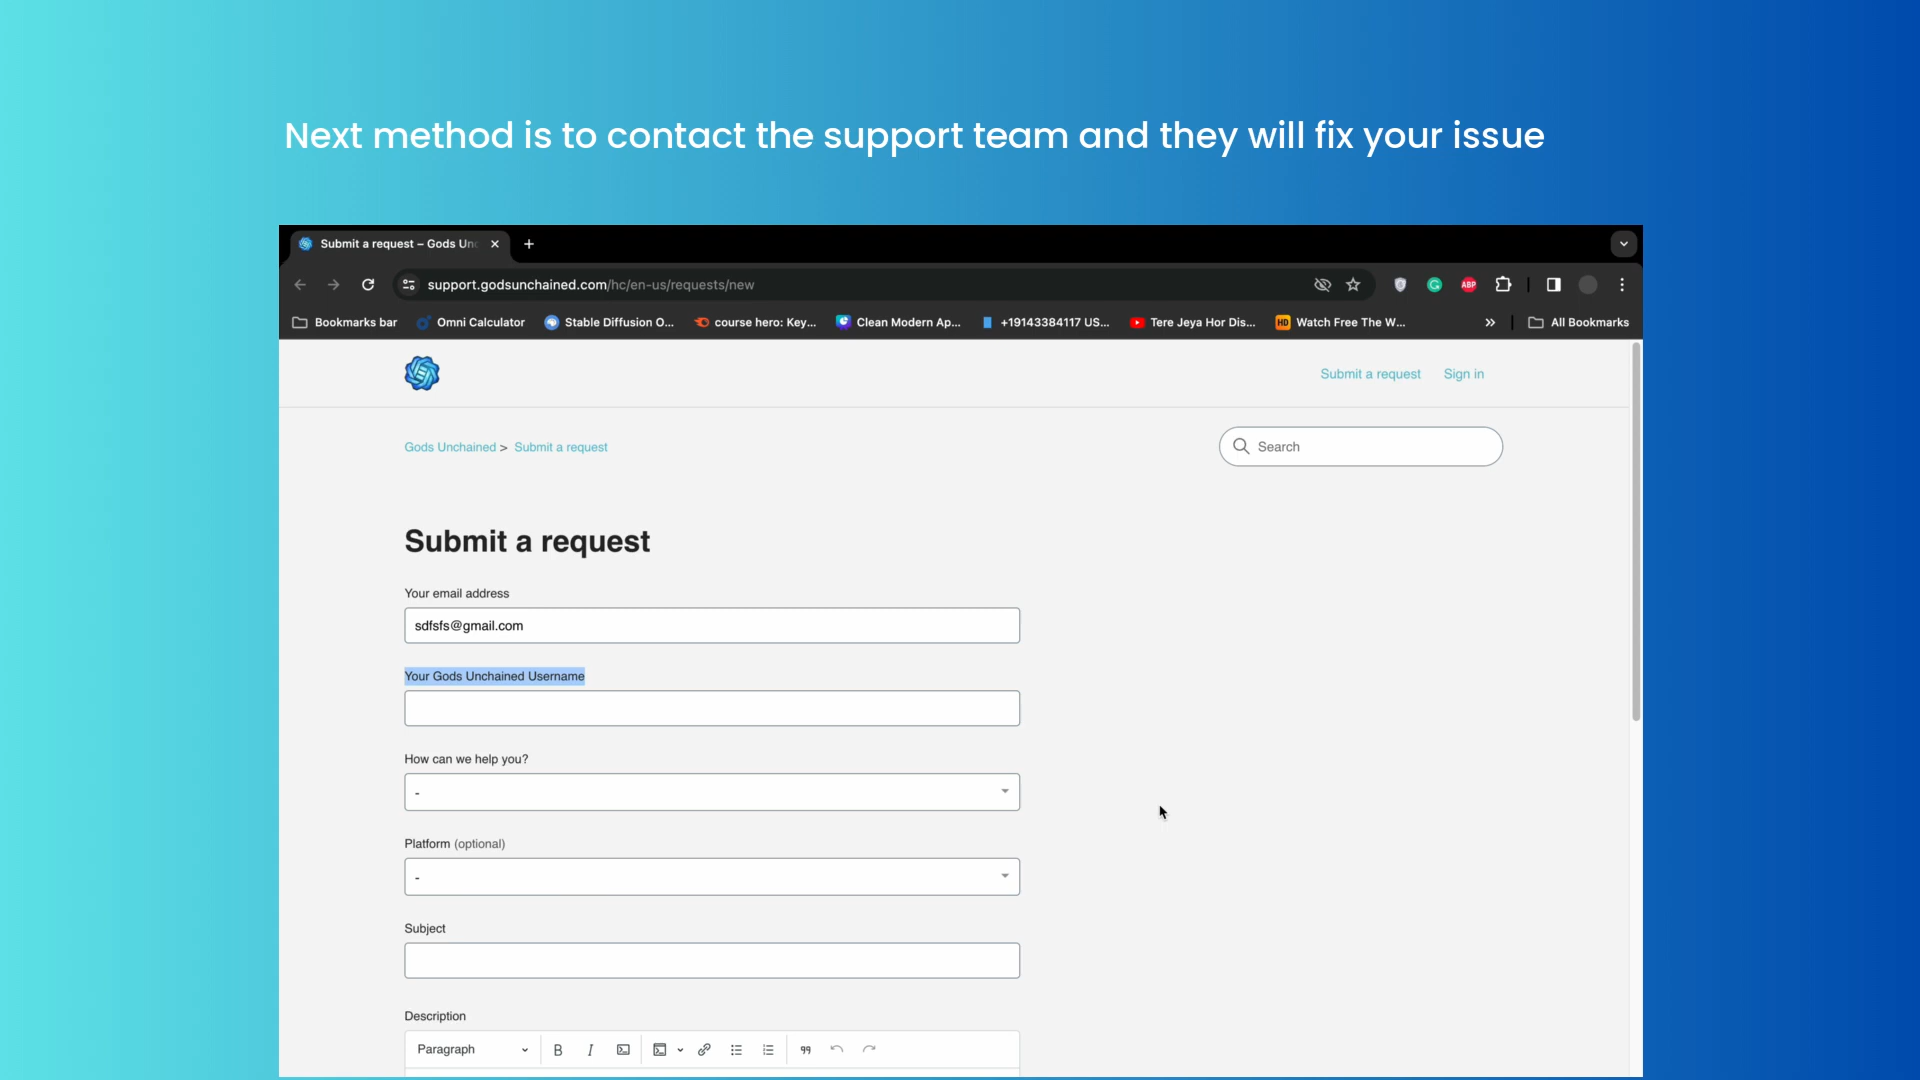 Next method is to contact the support team and they will fix your issue
Submit a request – Gods Unc
support.godsunchained.com/hc/en-us/requests/new
ABP
Bookmarks bar Omni Calculator Stable Diffusion O... course hero: Key... Clean Modern Ap... +19143384117 US... Tere Jeya Hor Dis... HD Watch Free The W... » All Bookmarks
Submit a request Sign in
Gods Unchained > Submit a request
Search
Submit a request
Your email address
sdfsfs@gmail.com
Your Gods Unchained Username
How can we help you?
-
Platform (optional)
-
Subject
Description
Paragraph B I